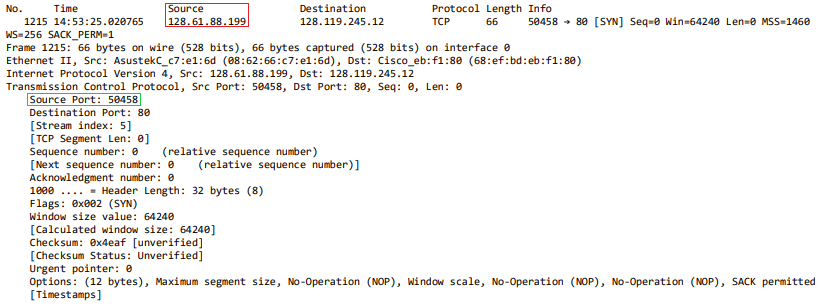 No. Time Source Destination Protocol Length Info
1215 14:53:25.020765 128.61.88.199 128.119.245.12 TCP 66 50458 → 80 [SYN] Seq=0 Win=64240 Len=0 MSS=1460
WS=256 SACK_PERM=1
Frame 1215: 66 bytes on wire (528 bits), 66 bytes captured (528 bits) on interface 0
Ethernet II, Src: AsustekC_c7:e1:6d (08:62:66:c7:e1:6d), Dst: Cisco_eb:f1:80 (68:ef:bd:eb:f1:80)
Internet Protocol Version 4, Src: 128.61.88.199, Dst: 128.119.245.12
Transmission Control Protocol, Src Port: 50458, Dst Port: 80, Seq: 0, Len: 0
Source Port: 50458
Destination Port: 80
[Stream index: 5]
[TCP Segment Len: 0]
Sequence number: 0 (relative sequence number)
[Next sequence number: 0 (relative sequence number)]
Acknowledgment number: 0
1000 .... = Header Length: 32 bytes (8)
Flags: 0x002 (SYN)
Window size value: 64240
[Calculated window size: 64240]
Checksum: 0x4eaf [unverified]
[Checksum Status: Unverified]
Urgent pointer: 0
Options: (12 bytes), Maximum segment size, No-Operation (NOP), Window scale, No-Operation (NOP), No-Operation (NOP), SACK permitted
[Timestamps]